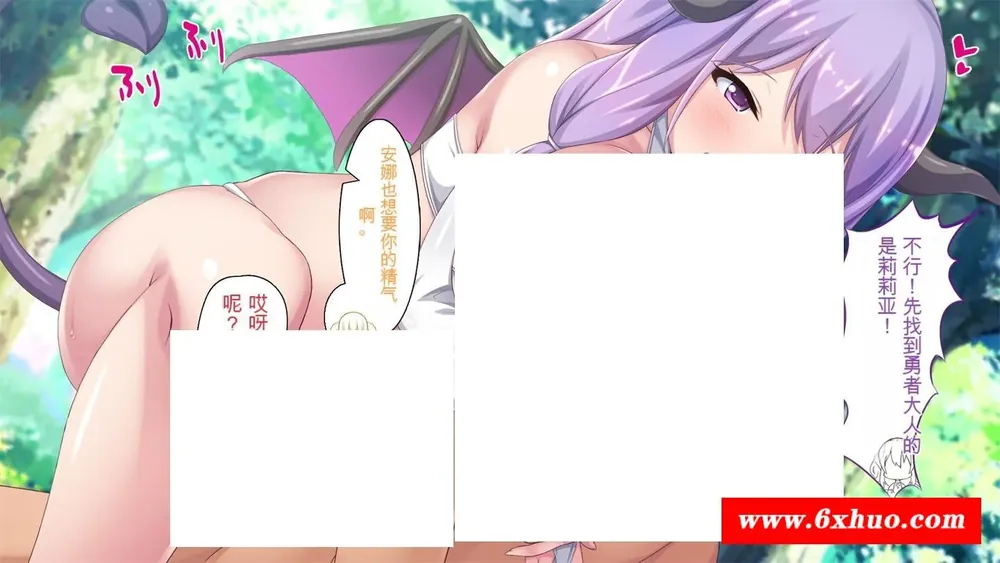 ふり
ふり
不行！先找到勇者大人的
是莉莉亚！
安娜也想要你的精气
啊。
哎呀
呢？
www.6xhuo.com